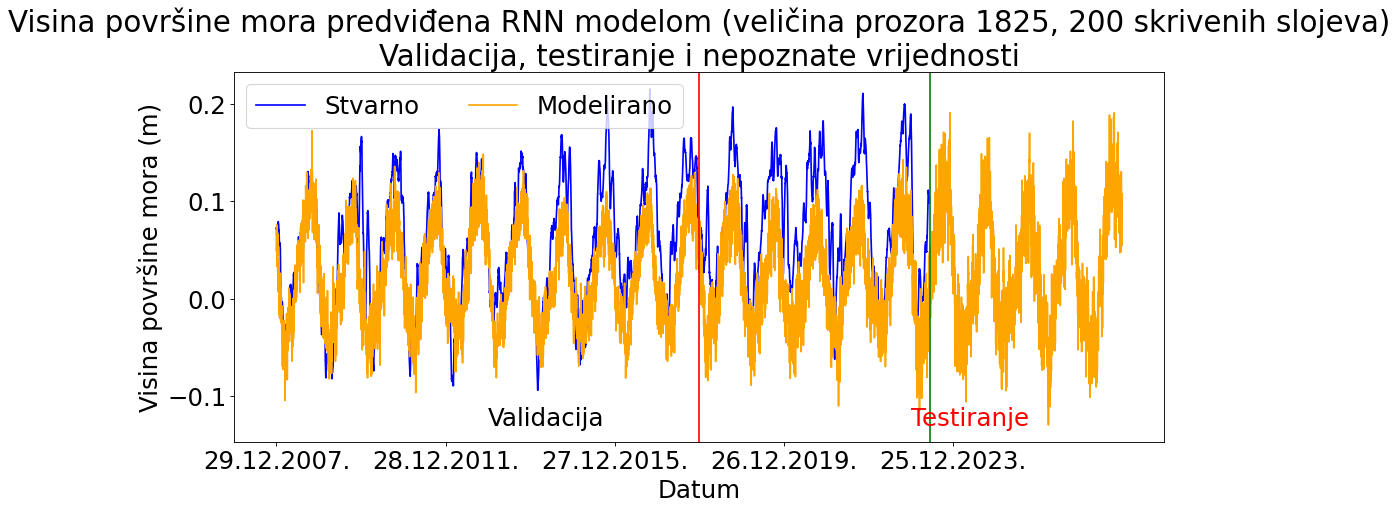 Visina površine mora predviđena RNN modelom (veličina prozora 1825, 200 skrivenih slojeva)
Validacija, testiranje i nepoznate vrijednosti
Stvarno Modelirano
Visina površine mora (m)
0.2
0.1
0.0
−0.1
Validacija
Testiranje
29.12.2007. 28.12.2011. 27.12.2015. 26.12.2019. 25.12.2023.
Datum